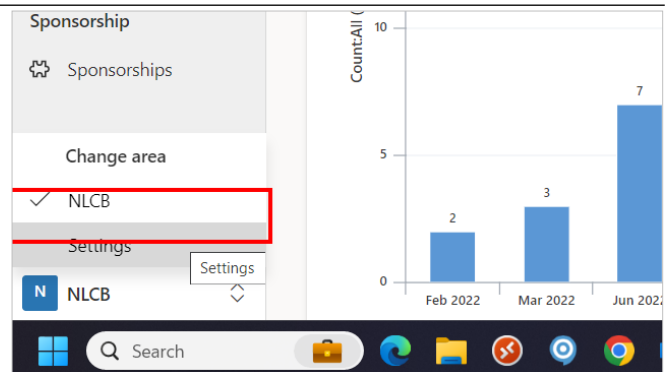 Sponsorship
Sponsorships
Change area
NLCB
Settings
Settings
N NLCB
Count:All (
10
5
0
2
3
7
Feb 2022
Mar 2022
Jun 202
Search